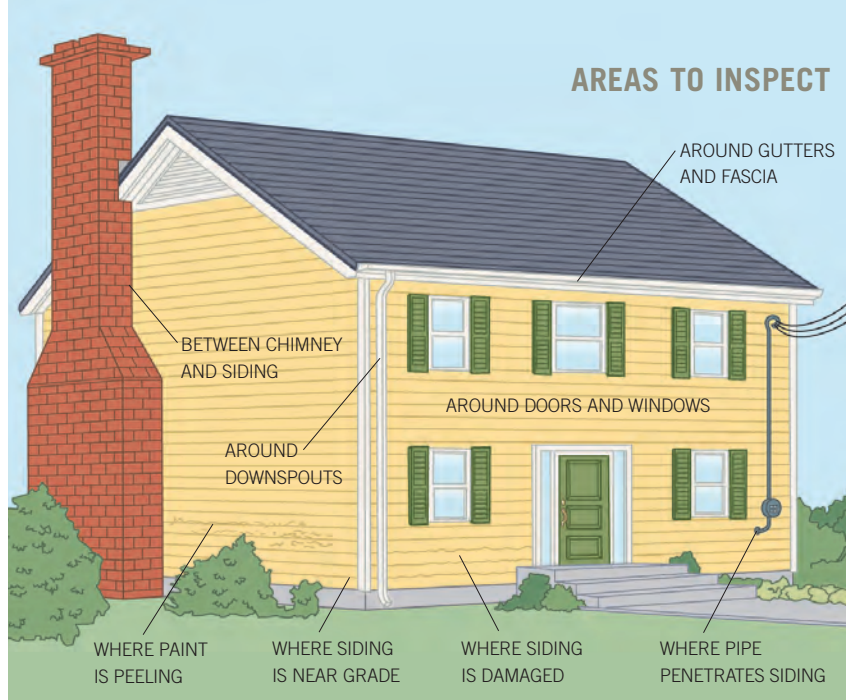 AREAS TO INSPECT
AROUND GUTTERS
AND FASCIA
BETWEEN CHIMNEY
AND SIDING
AROUND DOORS AND WINDOWS
AROUND
DOWNSPOUTS
WHERE PAINT
IS PEELING
WHERE SIDING
IS NEAR GRADE
WHERE SIDING
IS DAMAGED
WHERE PIPE
PENETRATES SIDING